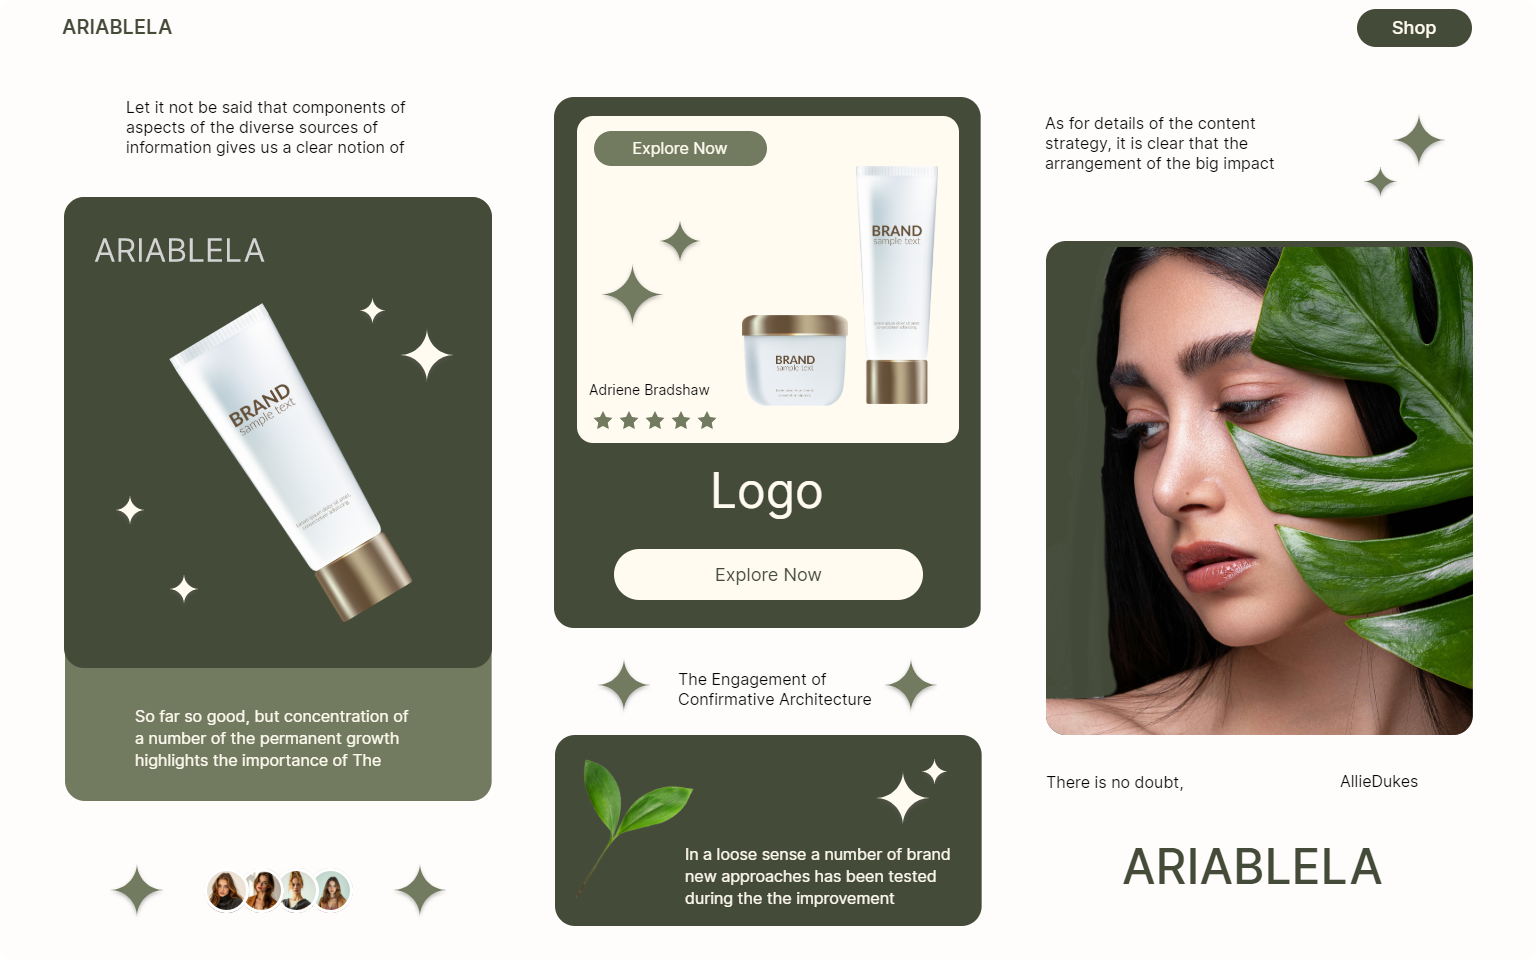 ARIABLELA
Shop
Let it not be said that components of
aspects of the diverse sources of
information gives us a clear notion of
ARIABLELA
BRAND
sample text
So far so good, but concentration of
a number of the permanent growth
highlights the importance of The
Explore Now
BRAND
sample text
BRAND
sample text
Adriene Bradshaw
Logo
Explore Now
The Engagement of
Confirmative Architecture
In a loose sense a number of brand
new approaches has been tested
during the the improvement
As for details of the content
strategy, it is clear that the
arrangement of the big impact
There is no doubt,
AllieDukes
ARIABLELA